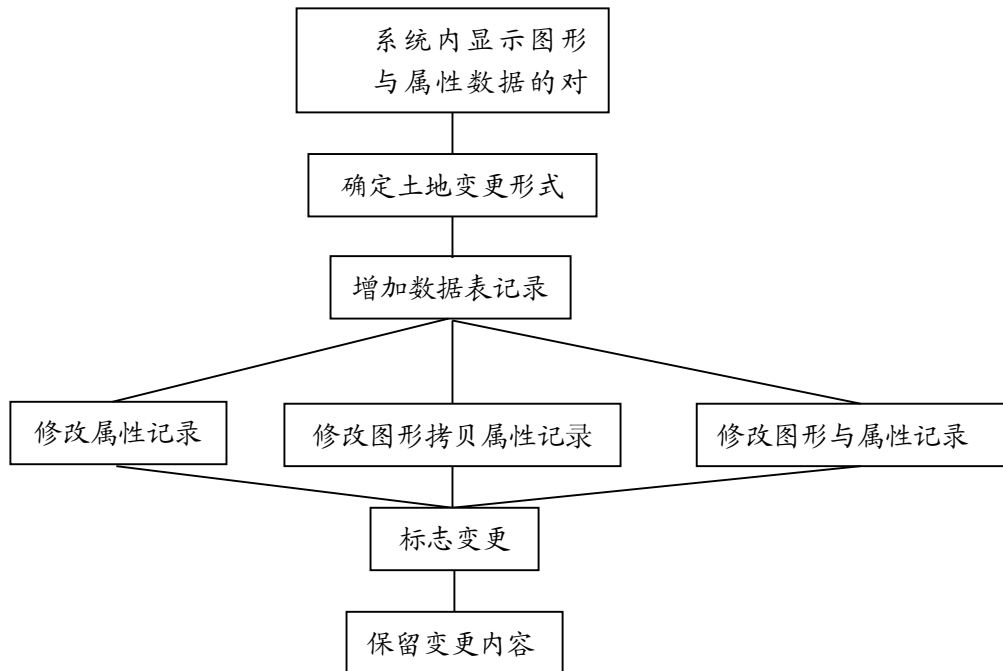 系统内显示图形
与属性数据的对
确定土地变更形式
增加数据表记录
修改属性记录
修改图形拷贝属性记录
修改图形与属性记录
标志变更
保留变更内容